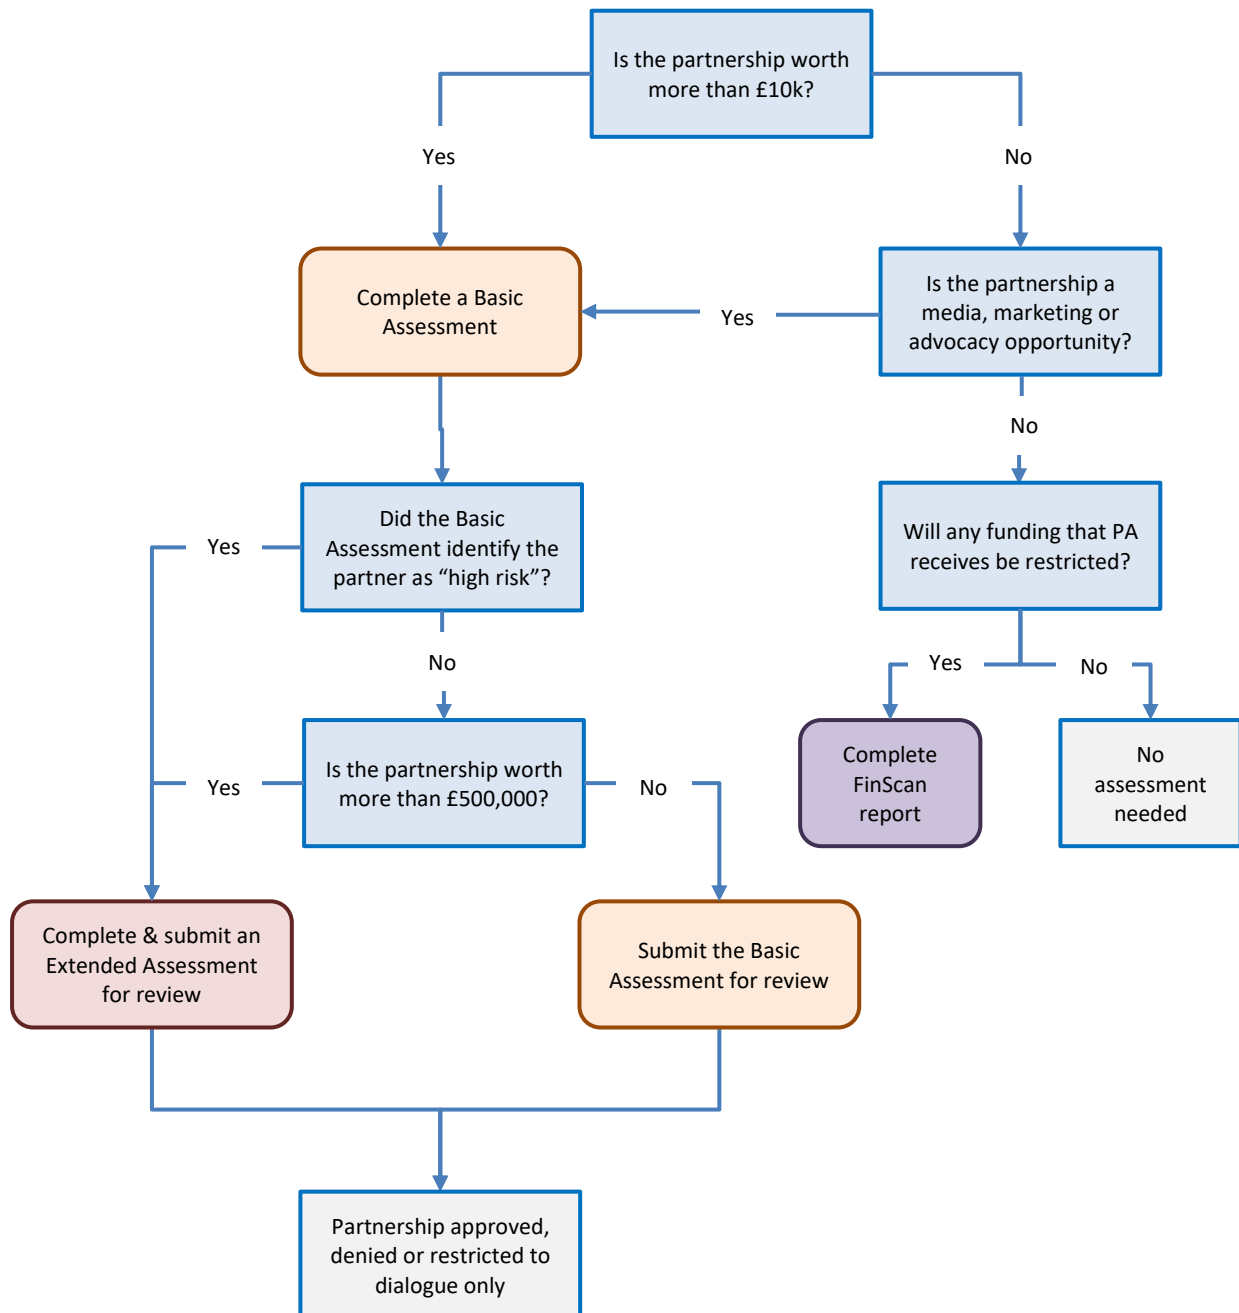 Is the partnership worth
more than £10k?
Yes
No
Complete a Basic
Assessment
Yes
Is the partnership a
media, marketing or
advocacy opportunity?
No
Yes
Did the Basic
Assessment identify the
partner as “high risk”?
Will any funding that PA
receives be restricted?
No
Yes
No
Yes
Is the partnership worth
more than £500,000?
No
Complete
FinScan
report
No
assessment
needed
Complete & submit an
Extended Assessment
for review
Submit the Basic
Assessment for review
Partnership approved,
denied or restricted to
dialogue only